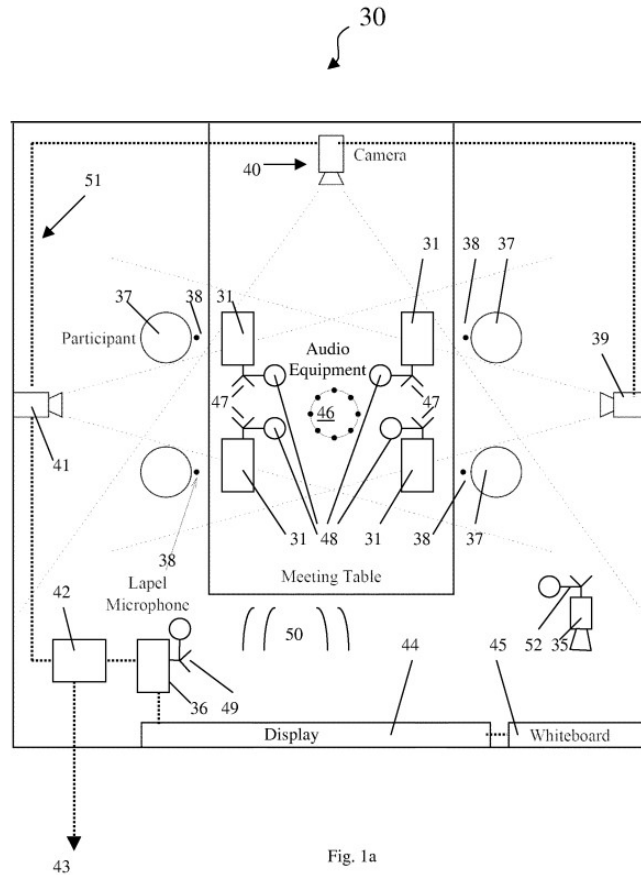 30
Camera
40
51
31
38
37
37
38
31
Participant
39
Audio
Equipment
47
46
47
41
31
48
31
38
37
38
Lapel
Microphone
Meeting Table
42
50
44
52
35
45
36
49
Display
Whiteboard
43
Fig. 1a